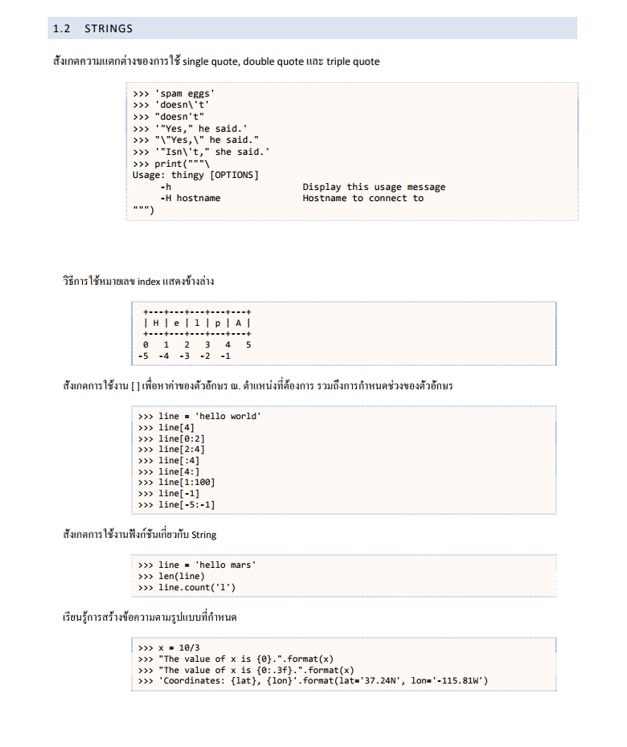 1.2 STRINGS
สังเกตความแตกต่างของการใช้ single quote, double quote และ triple quote
>>> 'spam eggs'
>>> 'doesn\'t'
>>> "doesn't"
>>> '"Yes," he said.'
>>> "\"Yes,\" he said."
>>> '"Isn\'t," she said.'
>>> print("""\
Usage: thingy [OPTIONS]
     -h                        Display this usage message
     -H hostname               Hostname to connect to
""")
วิธีการใช้หมายเลข index แสดงข้างล่าง
 +---+---+---+---+---+
 | H | e | l | p | A |
 +---+---+---+---+---+
 0   1   2   3   4   5
-5  -4  -3  -2  -1
สังเกตการใช้งาน [ ] เพื่อหาค่าของตัวอักษร ณ. ตำแหน่งที่ต้องการ รวมถึงการกำหนดช่วงของตัวอักษร
>>> line = 'hello world'
>>> line[4]
>>> line[0:2]
>>> line[2:4]
>>> line[:4]
>>> line[4:]
>>> line[1:100]
>>> line[-1]
>>> line[-5:-1]
สังเกตการใช้งานฟังก์ชันเกี่ยวกับ String
>>> line = 'hello mars'
>>> len(line)
>>> line.count('l')
เรียนรู้การสร้างข้อความตามรูปแบบที่กำหนด
>>> x = 10/3
>>> "The value of x is {0}.".format(x)
>>> "The value of x is {0:.3f}.".format(x)
>>> 'Coordinates: {lat}, {lon}'.format(lat='37.24N', lon='-115.81W')